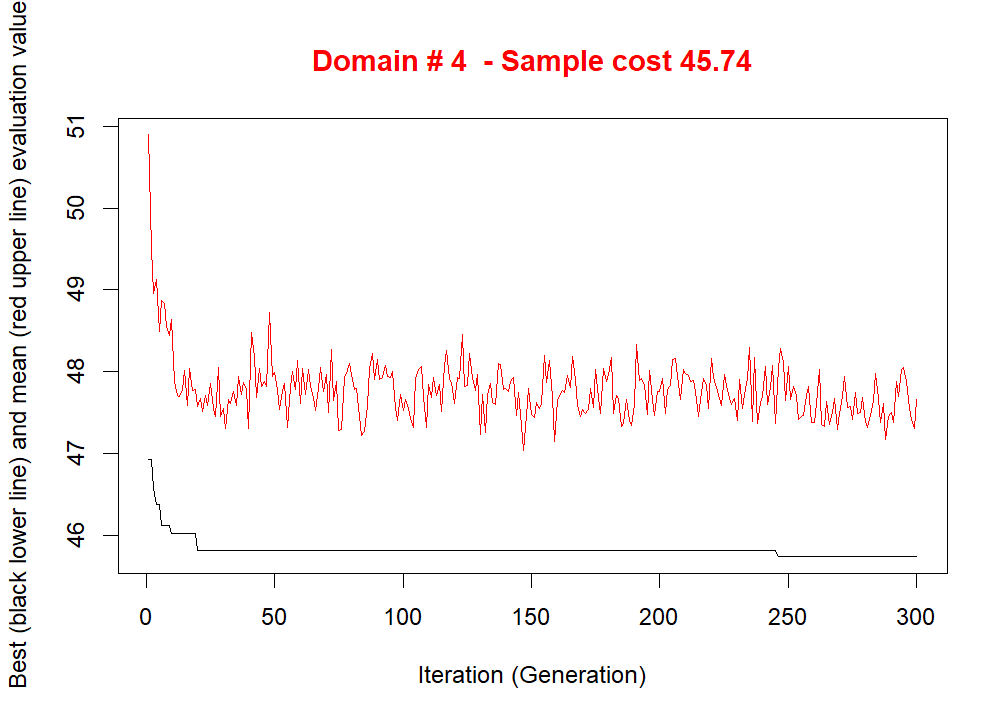 Domain # 4  - Sample cost 45.74
Best (black lower line) and mean (red upper line) evaluation value
51
50
49
48
47
46
0 50 100 150 200 250 300
Iteration (Generation)